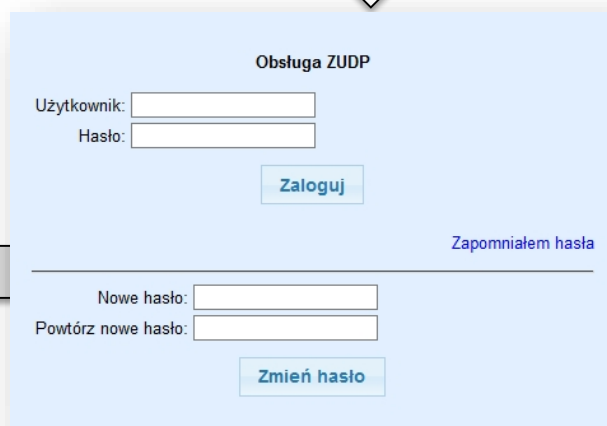 Obsługa ZUDP
Użytkownik:
Hasło:
Zaloguj
Zapomniałem hasła
Nowe hasło:
Powtórz nowe hasło:
Zmień hasło